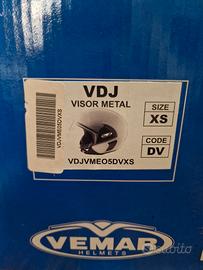 VDJ
VISOR METAL
SIZE
XS
CODE
DV
VDJVMEO5DVXS
VDJVMEO5DVXS
VEMAR
HELMETS
Subito